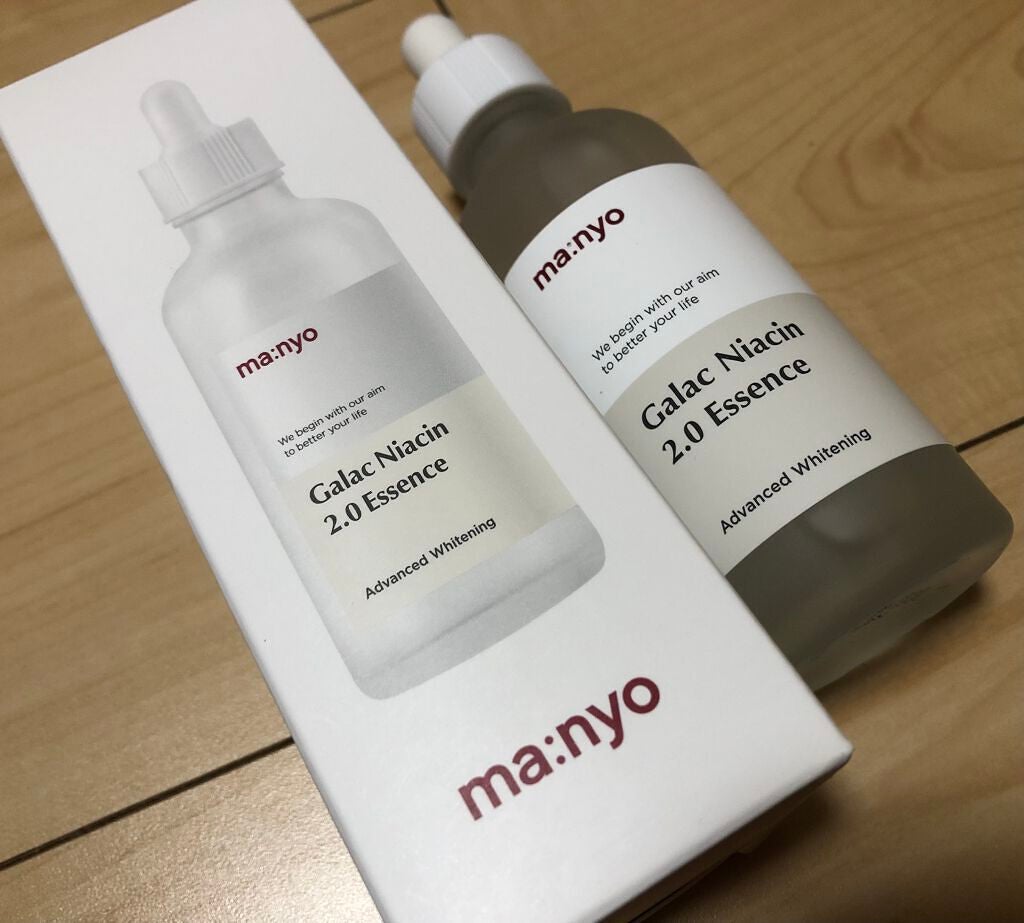 ma:nyo
We begin with our aim
to better your life
Galac Niacin
2.0 Essence
Advanced Whitening
ma:nyo
ma:nyo
We begin with our aim
to better your life
Galac Niacin
2.0 Essence
Advanced Whitening